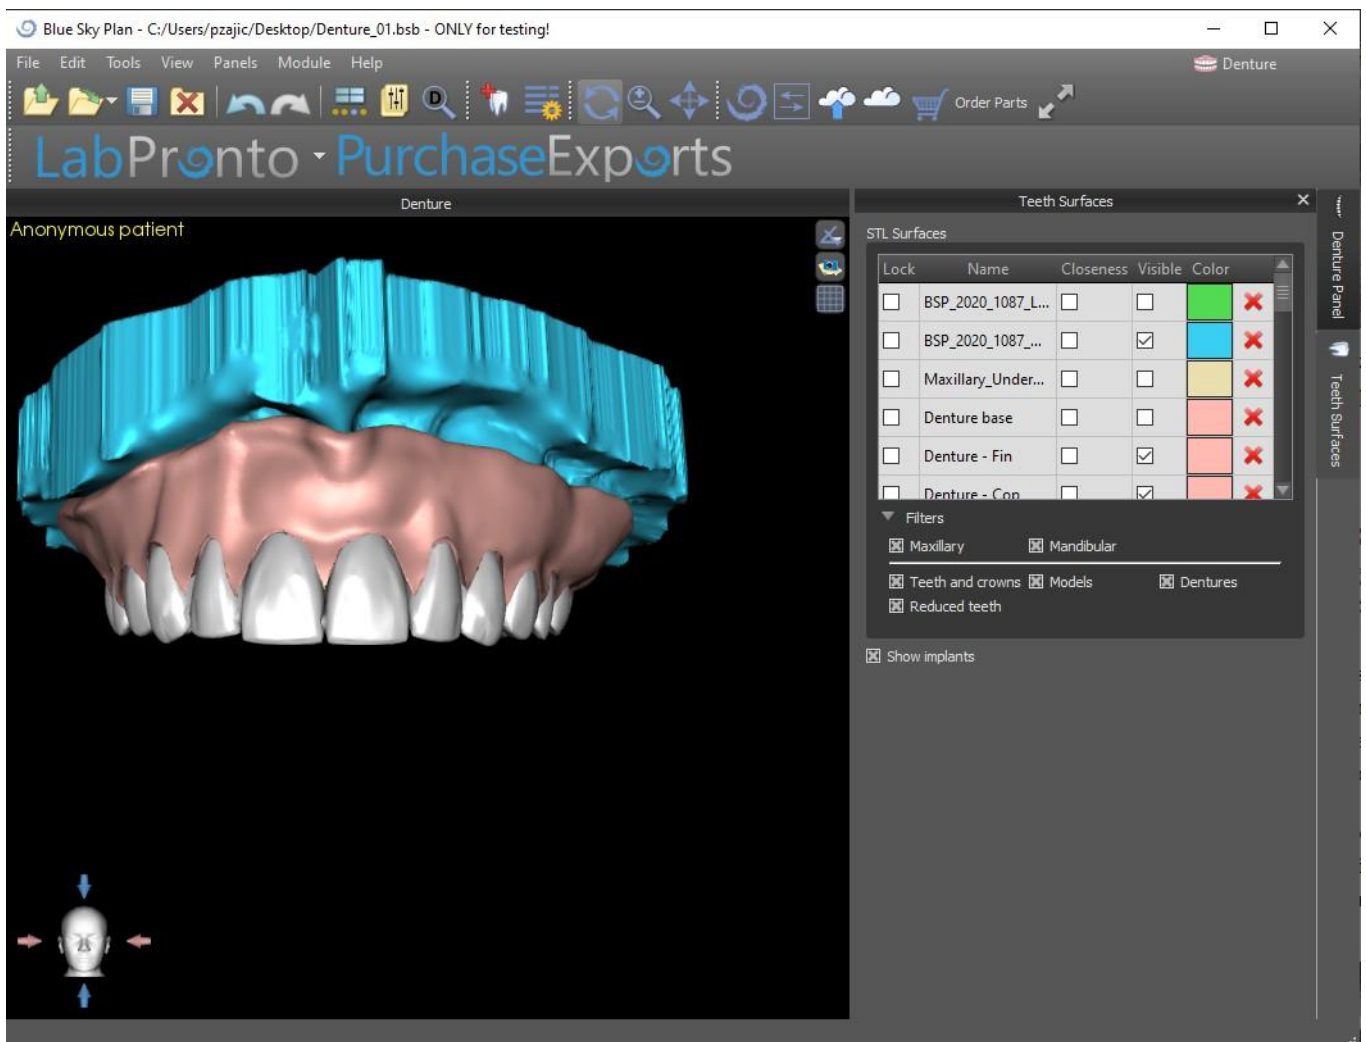 Blue Sky Plan - C:/Users/pzajic/Desktop/Denture_01.bsb - ONLY for testing!
File Edit Tools View Panels Module Help
Denture
D
Order Parts
LabPronto - PurchaseExports
Denture
Anonymous patient
Teeth Surfaces
STL Surfaces
Lock Name Closeness Visible Color
BSP_2020_1087_L...
BSP_2020_1087_...
Maxillary_Under...
Denture base
Denture - Fin
Denture - Cop
Filters
Maxillary Mandibular
Teeth and crowns Models Dentures
Reduced teeth
Show implants
Denture Panel
Teeth Surfaces